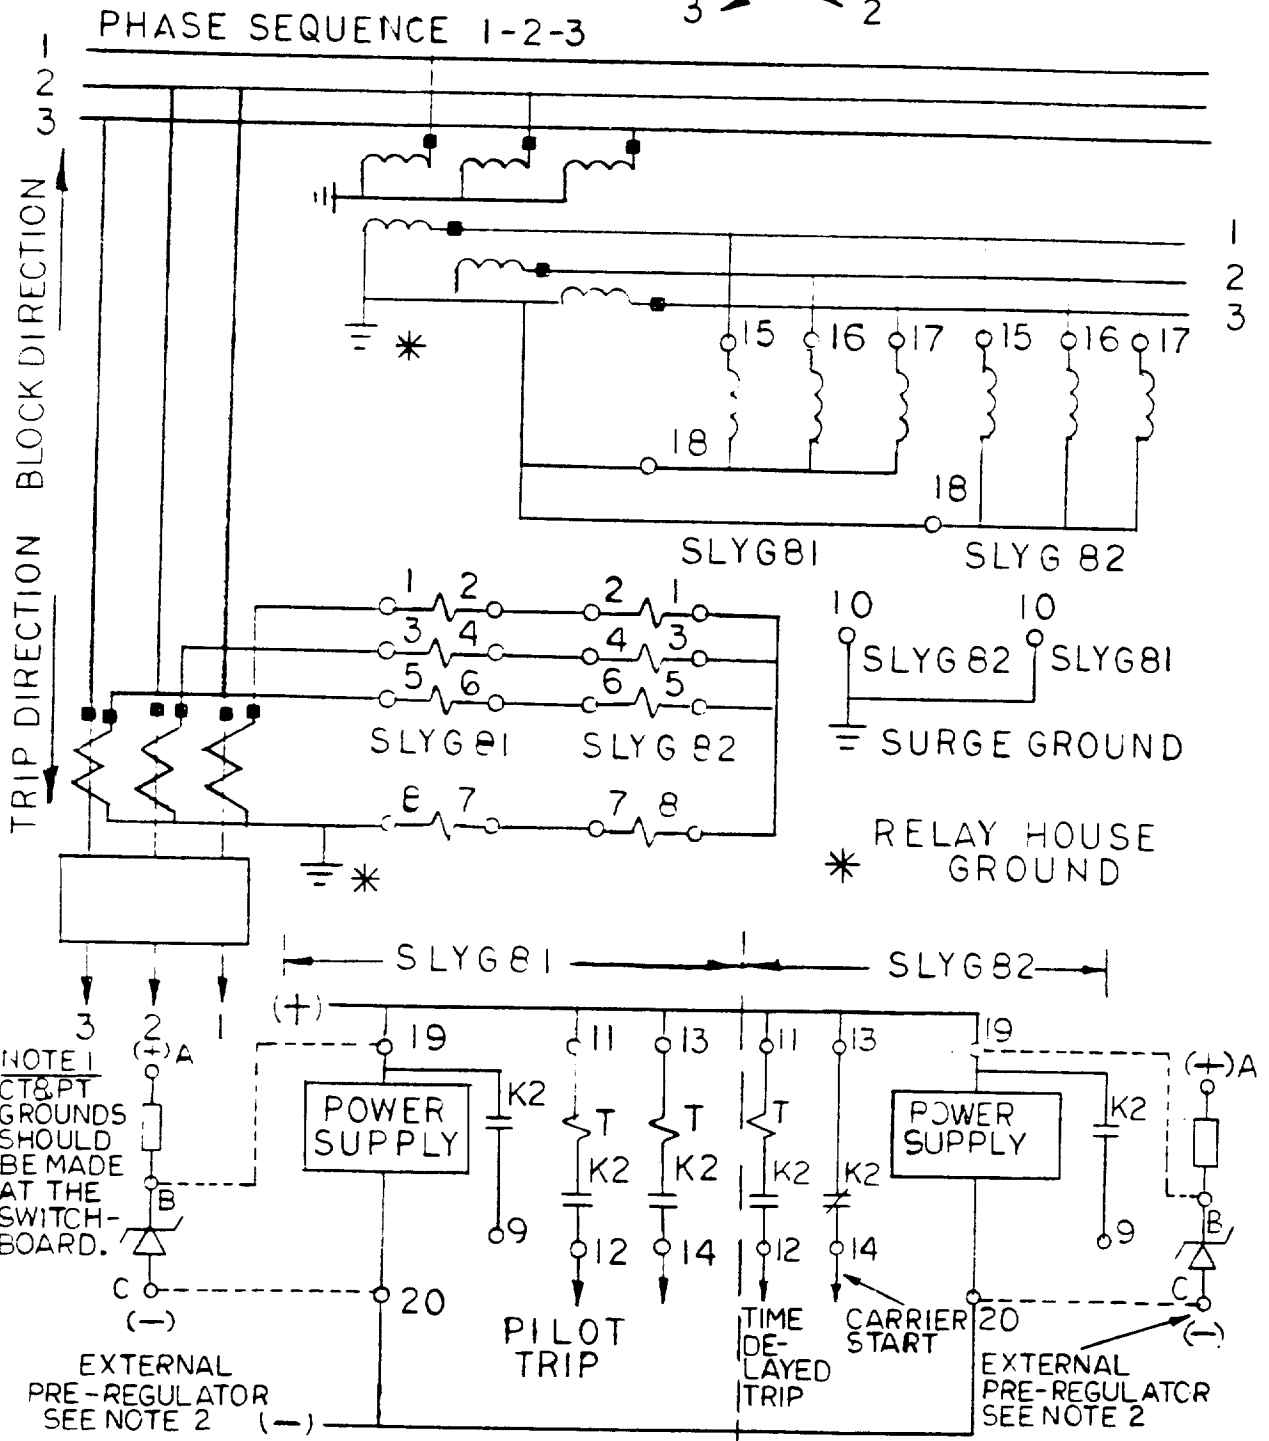 3 2
PHASE SEQUENCE 1-2-3
1
2
3
BLOCK DIRECTION
TRIP DIRECTION
1
2
3
15 16 17 15 16 17
18
18
SLYG81 SLYG 82
1 2 2 1
3 4 4 3
5 6 6 5
SLYG81 SLYG 82
8 7 7 8
10 10
SLYG82 SLYG81
SURGE GROUND
* 
* RELAY HOUSE
GROUND
*
SLYG81 SLYG82
3 2 1
(+)
19 11 13 11 13 19
NOTE 1
CT&PT
GROUNDS
SHOULD
BE MADE
AT THE
SWITCH-
BOARD.
(+) A
B
C
(-)
POWER
SUPPLY
K2
9
T T T
K2 K2 K2 K2
12 14 12 14
POWER
SUPPLY
K2
9
(+) A
B
C
(-)
20
PILOT
TRIP
TIME
DE-
LAYED
TRIP
CARRIER
START
20
EXTERNAL
PRE-REGULATOR
SEE NOTE 2
(-)
EXTERNAL
PRE-REGULATOR
SEE NOTE 2